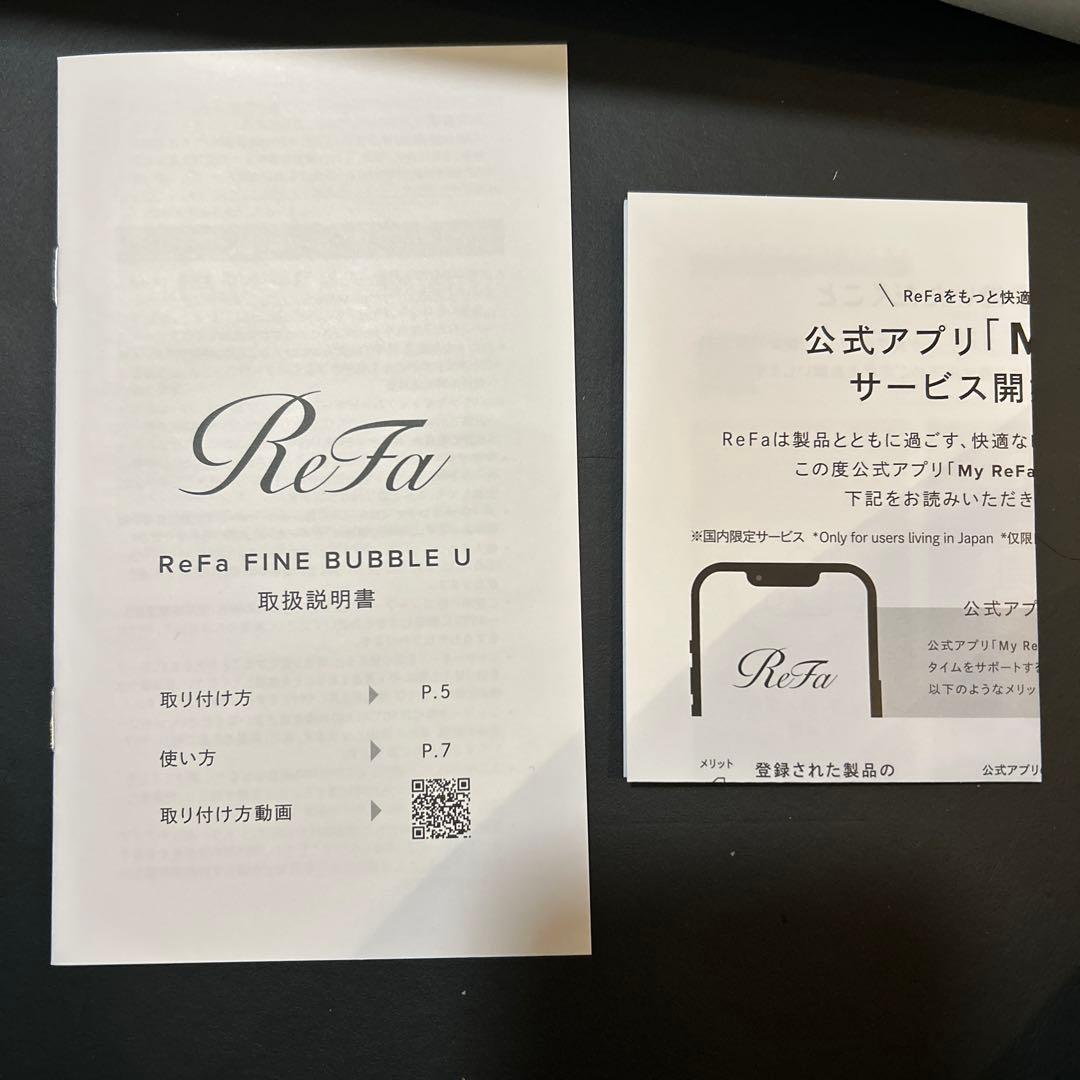 ReFa
ReFa FINE BUBBLE U
取扱説明書
取り付け方 P.5
使い方 P.7
取り付け方動画
ReFaをもっと快適
公式アプリ「
サービス開
ReFaは製品とともに過ごす、快適な
この度公式アプリ「My ReFa
下記をお読みいただき
※国内限定サービス *Only for users living in Japan *仅限
公式アプ
公式アプリ「My Re
タイムをサポートす
以下のようなメリッ
ReFa
メリット
登録された製品の
公式アプリ